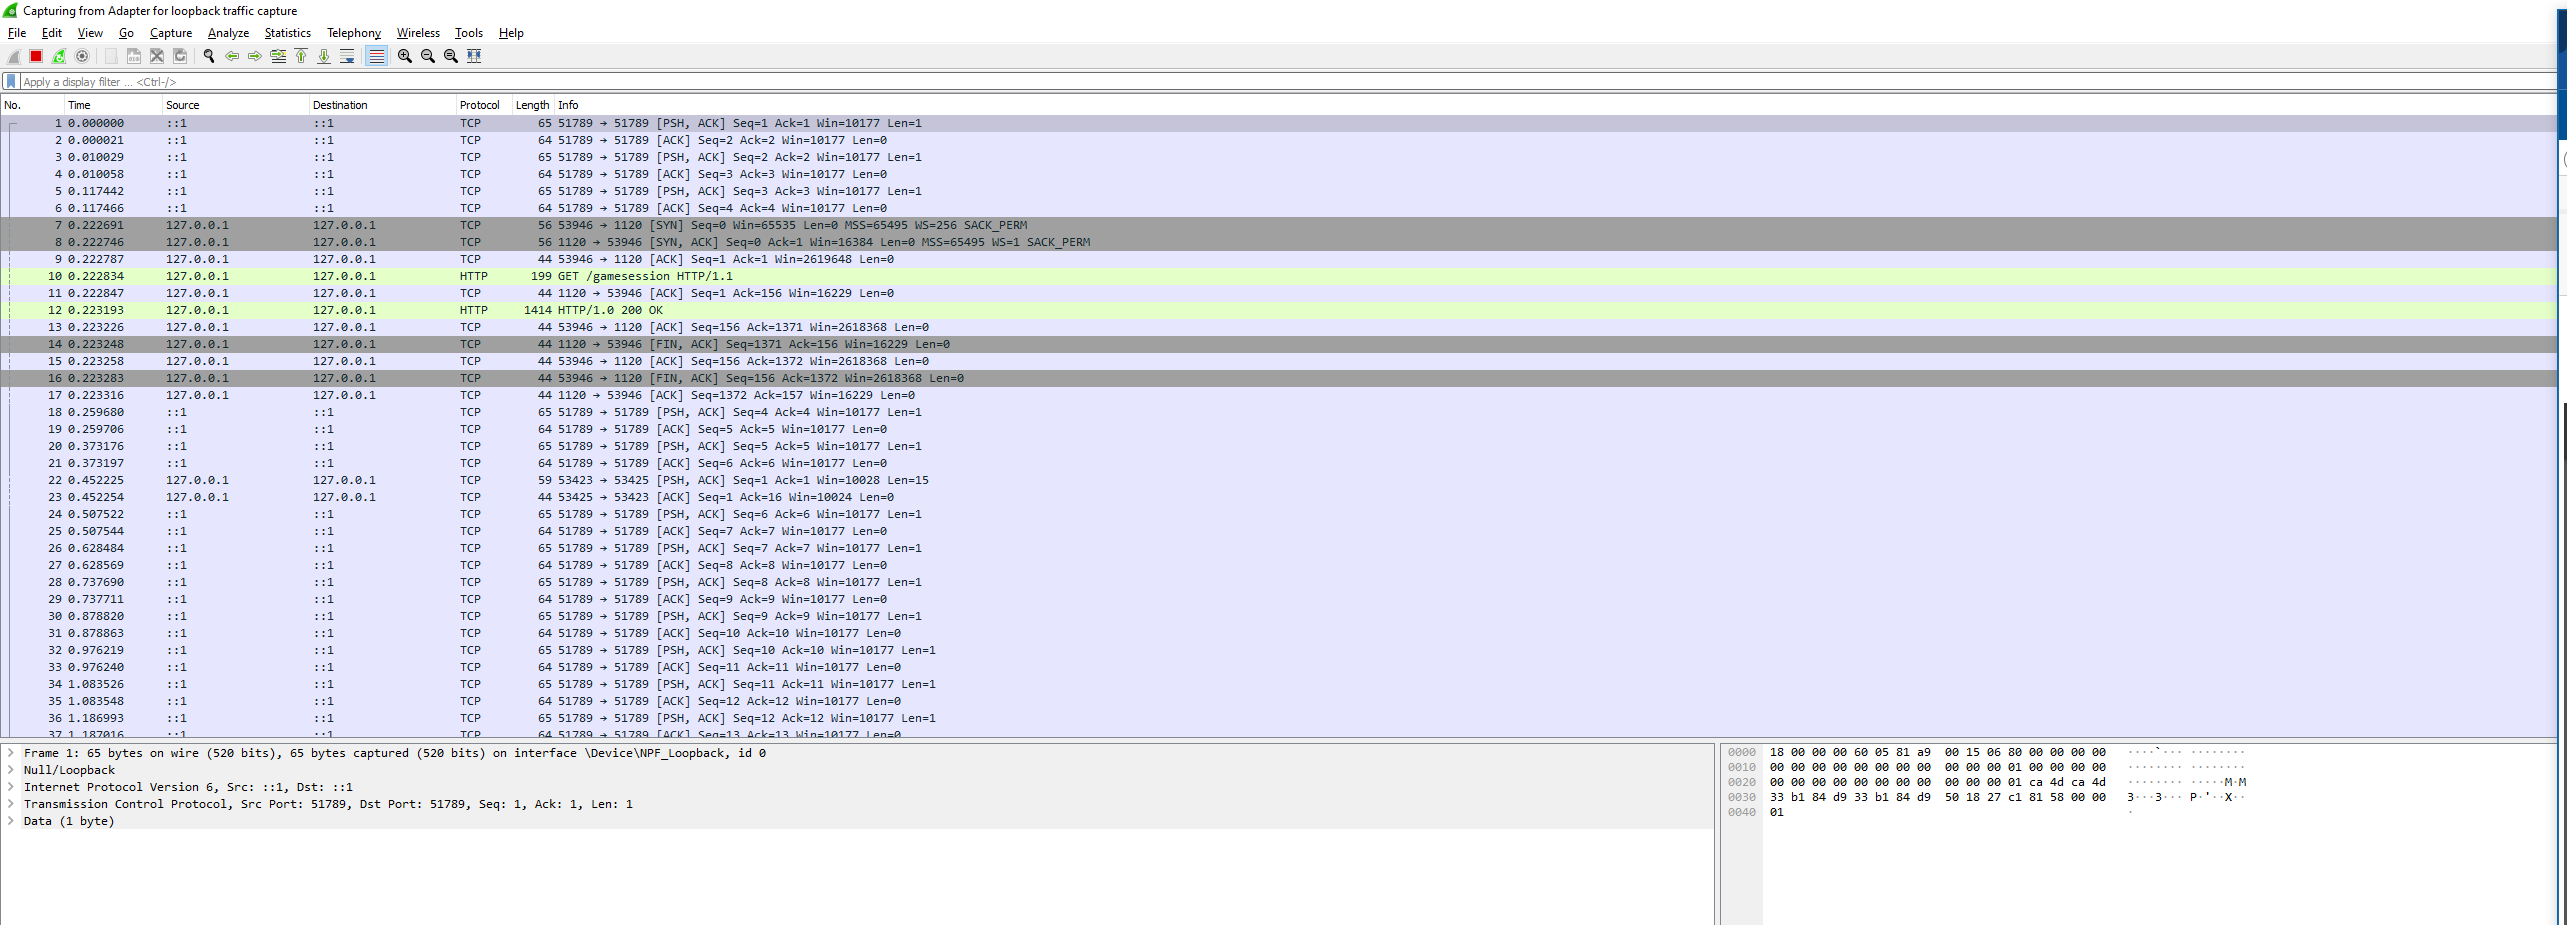 Capturing from Adapter for loopback traffic capture
File Edit View Go Capture Analyze Statistics Telephony Wireless Tools Help
Apply a display filter ... <Ctrl-/>
No. Time Source Destination Protocol Length Info
1 0.000000 ::1 ::1 TCP 65 51789 → 51789 [PSH, ACK] Seq=1 Ack=1 Win=10177 Len=1
2 0.000021 ::1 ::1 TCP 64 51789 → 51789 [ACK] Seq=2 Ack=2 Win=10177 Len=0
3 0.010029 ::1 ::1 TCP 65 51789 → 51789 [PSH, ACK] Seq=2 Ack=2 Win=10177 Len=1
4 0.010058 ::1 ::1 TCP 64 51789 → 51789 [ACK] Seq=3 Ack=3 Win=10177 Len=0
5 0.117442 ::1 ::1 TCP 65 51789 → 51789 [PSH, ACK] Seq=3 Ack=3 Win=10177 Len=1
6 0.117466 ::1 ::1 TCP 64 51789 → 51789 [ACK] Seq=4 Ack=4 Win=10177 Len=0
7 0.222691 127.0.0.1 127.0.0.1 TCP 56 53946 → 1120 [SYN] Seq=0 Win=65535 Len=0 MSS=65495 WS=256 SACK_PERM
8 0.222746 127.0.0.1 127.0.0.1 TCP 56 1120 → 53946 [SYN, ACK] Seq=0 Ack=1 Win=16384 Len=0 MSS=65495 WS=1 SACK_PERM
9 0.222787 127.0.0.1 127.0.0.1 TCP 44 53946 → 1120 [ACK] Seq=1 Ack=1 Win=2619648 Len=0
10 0.222834 127.0.0.1 127.0.0.1 HTTP 199 GET /gamesession HTTP/1.1
11 0.222847 127.0.0.1 127.0.0.1 TCP 44 1120 → 53946 [ACK] Seq=1 Ack=156 Win=16229 Len=0
12 0.223193 127.0.0.1 127.0.0.1 HTTP 1414 HTTP/1.0 200 OK
13 0.223226 127.0.0.1 127.0.0.1 TCP 44 53946 → 1120 [ACK] Seq=156 Ack=1371 Win=2618368 Len=0
14 0.223248 127.0.0.1 127.0.0.1 TCP 44 1120 → 53946 [FIN, ACK] Seq=1371 Ack=156 Win=16229 Len=0
15 0.223258 127.0.0.1 127.0.0.1 TCP 44 53946 → 1120 [ACK] Seq=156 Ack=1372 Win=2618368 Len=0
16 0.223283 127.0.0.1 127.0.0.1 TCP 44 53946 → 1120 [FIN, ACK] Seq=156 Ack=1372 Win=2618368 Len=0
17 0.223316 127.0.0.1 127.0.0.1 TCP 44 1120 → 53946 [ACK] Seq=1372 Ack=157 Win=16229 Len=0
18 0.259680 ::1 ::1 TCP 65 51789 → 51789 [PSH, ACK] Seq=4 Ack=4 Win=10177 Len=1
19 0.259706 ::1 ::1 TCP 64 51789 → 51789 [ACK] Seq=5 Ack=5 Win=10177 Len=0
20 0.373176 ::1 ::1 TCP 65 51789 → 51789 [PSH, ACK] Seq=5 Ack=5 Win=10177 Len=1
21 0.373197 ::1 ::1 TCP 64 51789 → 51789 [ACK] Seq=6 Ack=6 Win=10177 Len=0
22 0.452225 127.0.0.1 127.0.0.1 TCP 59 53423 → 53425 [PSH, ACK] Seq=1 Ack=1 Win=10028 Len=15
23 0.452254 127.0.0.1 127.0.0.1 TCP 44 53425 → 53423 [ACK] Seq=1 Ack=16 Win=10024 Len=0
24 0.507522 ::1 ::1 TCP 65 51789 → 51789 [PSH, ACK] Seq=6 Ack=6 Win=10177 Len=1
25 0.507544 ::1 ::1 TCP 64 51789 → 51789 [ACK] Seq=7 Ack=7 Win=10177 Len=0
26 0.628484 ::1 ::1 TCP 65 51789 → 51789 [PSH, ACK] Seq=7 Ack=7 Win=10177 Len=1
27 0.628569 ::1 ::1 TCP 64 51789 → 51789 [ACK] Seq=8 Ack=8 Win=10177 Len=0
28 0.737690 ::1 ::1 TCP 65 51789 → 51789 [PSH, ACK] Seq=8 Ack=8 Win=10177 Len=1
29 0.737711 ::1 ::1 TCP 64 51789 → 51789 [ACK] Seq=9 Ack=9 Win=10177 Len=0
30 0.878820 ::1 ::1 TCP 65 51789 → 51789 [PSH, ACK] Seq=9 Ack=9 Win=10177 Len=1
31 0.878863 ::1 ::1 TCP 64 51789 → 51789 [ACK] Seq=10 Ack=10 Win=10177 Len=0
32 0.976219 ::1 ::1 TCP 65 51789 → 51789 [PSH, ACK] Seq=10 Ack=10 Win=10177 Len=1
33 0.976240 ::1 ::1 TCP 64 51789 → 51789 [ACK] Seq=11 Ack=11 Win=10177 Len=0
34 1.083526 ::1 ::1 TCP 65 51789 → 51789 [PSH, ACK] Seq=11 Ack=11 Win=10177 Len=1
35 1.083548 ::1 ::1 TCP 64 51789 → 51789 [ACK] Seq=12 Ack=12 Win=10177 Len=0
36 1.186993 ::1 ::1 TCP 65 51789 → 51789 [PSH, ACK] Seq=12 Ack=12 Win=10177 Len=1
37 1.187016 ::1 ::1 TCP 64 51789 → 51789 [ACK] Seq=13 Ack=13 Win=10177 Len=0
Frame 1: 65 bytes on wire (520 bits), 65 bytes captured (520 bits) on interface \Device\NPF_Loopback, id 0
Null/Loopback
Internet Protocol Version 6, Src: ::1, Dst: ::1
Transmission Control Protocol, Src Port: 51789, Dst Port: 51789, Seq: 1, Ack: 1, Len: 1
Data (1 byte)
0000 18 00 00 00 60 05 81 a9 00 15 06 80 00 00 00 00 ····`··· ········
0010 00 00 00 00 00 00 00 00 00 00 00 01 00 00 00 00 ········ ········
0020 00 00 00 00 00 00 00 00 00 00 00 01 ca 4d ca 4d ········ ·····M·M
0030 33 b1 84 d9 33 b1 84 d9 50 18 27 c1 81 58 00 00 3···3··· P·'··X··
0040 01 ·